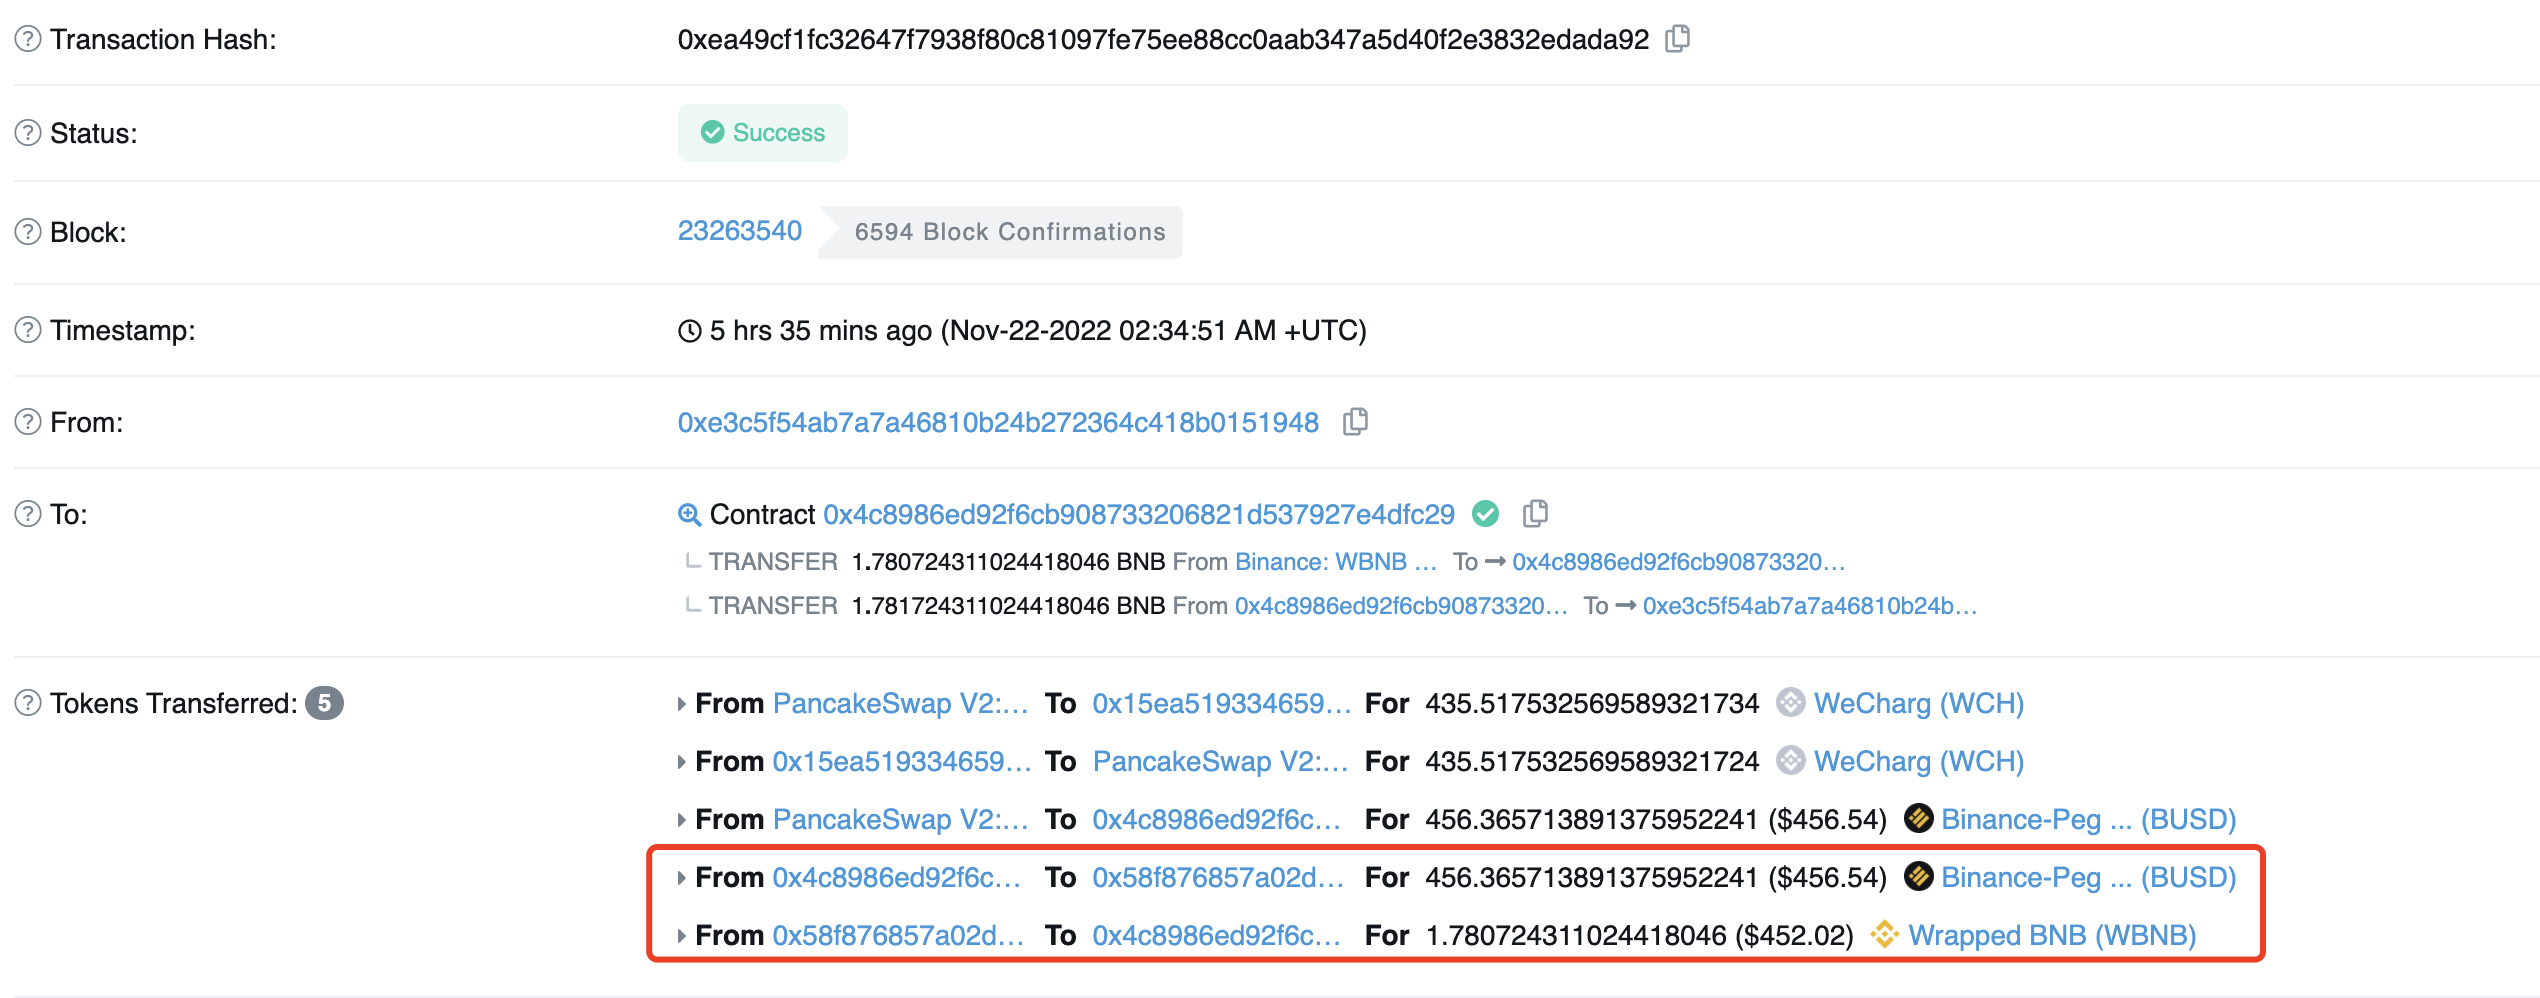 Transaction Hash: 0xea49cf1fc32647f7938f80c81097fe75ee88cc0aab347a5d40f2e3832edada92
Status: Success
Block: 23263540 6594 Block Confirmations
Timestamp: 5 hrs 35 mins ago (Nov-22-2022 02:34:51 AM +UTC)
From: 0xe3c5f54ab7a7a46810b24b272364c418b0151948
To: Contract 0x4c8986ed92f6cb908733206821d537927e4dfc29
TRANSFER 1.780724311024418046 BNB From Binance: WBNB ... To → 0x4c8986ed92f6cb90873320...
TRANSFER 1.781724311024418046 BNB From 0x4c8986ed92f6cb90873320... To → 0xe3c5f54ab7a7a46810b24b...
Tokens Transferred: 5 From PancakeSwap V2:... To 0x15ea519334659... For 435.517532569589321734 WeCharg (WCH)
From 0x15ea519334659... To PancakeSwap V2:... For 435.517532569589321724 WeCharg (WCH)
From PancakeSwap V2:... To 0x4c8986ed92f6c... For 456.365713891375952241 ($456.54) Binance-Peg ... (BUSD)
From 0x4c8986ed92f6c... To 0x58f876857a02d... For 456.365713891375952241 ($456.54) Binance-Peg ... (BUSD)
From 0x58f876857a02d... To 0x4c8986ed92f6c... For 1.780724311024418046 ($452.02) Wrapped BNB (WBNB)